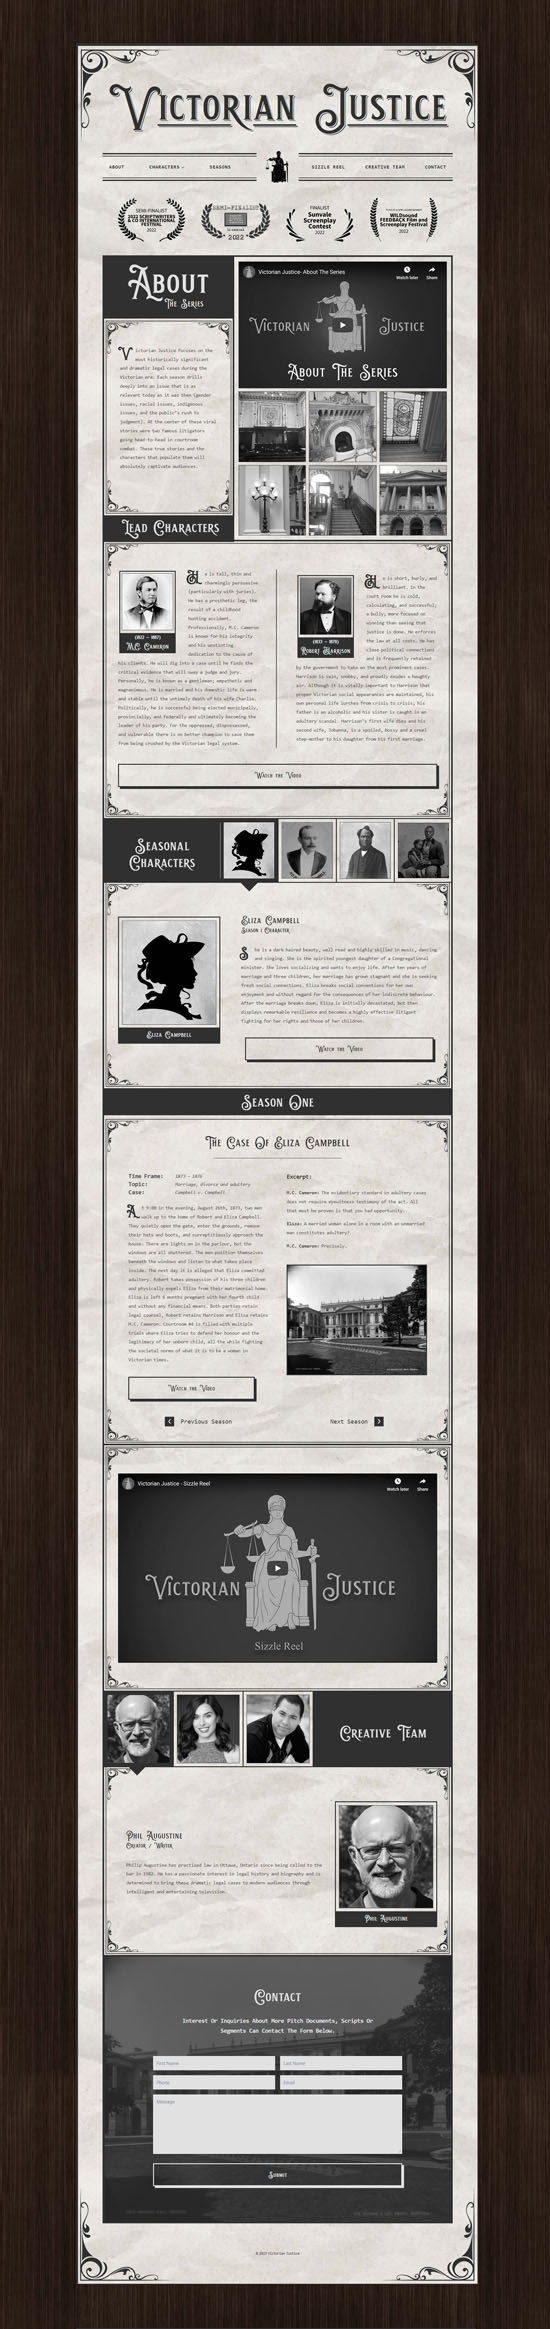 VICTORIAN JUSTICE
ABOUT
CHARACTERS
SEASONS
SIZZLE REEL
CREATIVE TEAM
CONTACT
SEMI-FINALIST
2022 SCRIPTWRITERS
& CO INTERNATIONAL
FESTIVAL
2022
SEMI-FINALIST
2022
FINALIST
Sunvale
Screenplay
Contest
2022
WILDsound
FEEDBACK Film and
Screenplay Festival
2022
ABOUT
THE SERIES
Victorian Justice focuses on the
most historically significant
and dramatic legal cases during the
Victorian era. Each season drills
deeply into an issue that is as
relevant today as it was then (gender
issues, racial issues, indigenous
issues, and the public's rush to
judgment). At the center of these viral
stories were two famous litigators
going head-to-head in courtroom
combat. These true stories and the
characters that populate them will
absolutely captivate audiences.
Victorian Justice- About The Series
Watch later
Share
VICTORIAN JUSTICE
ABOUT THE SERIES
LEAD CHARACTERS
(1822 – 1897)
M.C. CAMERON
He is tall, thin and
charmingly persuasive
(particularly with juries).
He has a prosthetic leg, the
result of a childhood
hunting accident.
Professionally, M.C. Cameron
is known for his integrity
and his unstinting
dedication to the cause of
his clients. He will dig into a case until he finds the
critical evidence that will sway a judge and jury.
Personally, he is known as a gentleman; empathetic and
magnanimous. He is married and his domestic life is warm
and stable until the untimely death of his wife Charlie.
Politically, he is successful being elected municipally,
provincially, and federally and ultimately becoming the
leader of his party. For the oppressed, dispossessed,
and vulnerable there is no better champion to save them
from being crushed by the Victorian legal system.
(1833 – 1878)
ROBERT HARRISON
He is short, burly, and
brilliant. In the
court room he is cold,
calculating, and successful;
a bully, more focused on
winning than seeing that
justice is done. He enforces
the law at all costs. He has
close political connections
and is frequently retained
by the government to take on the most prominent cases.
Harrison is vain, snobby, and proudly exudes a haughty
air. Although it is vitally important to Harrison that
proper Victorian social appearances are maintained, his
own personal life lurches from crisis to crisis; his
father is an alcoholic and his sister is caught in an
adultery scandal. Harrison's first wife dies and his
second wife, Johanna, is a spoiled, bossy and a cruel
step-mother to his daughter from his first marriage.
WATCH THE VIDEO
SEASONAL
CHARACTERS
ELIZA CAMPBELL
ELIZA CAMPBELL
SEASON 1 CHARACTER
She is a dark haired beauty, well read and highly skilled in music, dancing
and singing. She is the spirited youngest daughter of a Congregational
minister. She loves socializing and wants to enjoy life. After ten years of
marriage and three children, her marriage has grown stagnant and she is seeking
fresh social connections. Eliza breaks social conventions for her own
enjoyment and without regard for the consequences of her indiscrete behaviour.
After the marriage breaks down, Eliza is initially devastated, but then
displays remarkable resilience and becomes a highly effective litigant
fighting for her rights and those of her children.
WATCH THE VIDEO
SEASON ONE
THE CASE OF ELIZA CAMPBELL
Time Frame: 1873 – 1876
Topic: Marriage, divorce and adultery
Case: Campbell v. Campbell
At 9:00 in the evening, August 26th, 1873, two men
walk up to the home of Robert and Eliza Campbell.
They quietly open the gate, enter the grounds, remove
their hats and boots, and surreptitiously approach the
house. There are lights on in the parlour, but the
windows are all shuttered. The men position themselves
beneath the windows and listen to what takes place
inside. The next day it is alleged that Eliza committed
adultery. Robert takes possession of his three children
and physically expels Eliza from their matrimonial home.
Eliza is left 6 months pregnant with her fourth child
and without any financial means. Both parties retain
legal counsel, Robert retains Harrison and Eliza retains
M.C. Cameron. Courtroom #4 is filled with multiple
trials where Eliza tries to defend her honour and the
legitimacy of her unborn child, all the while fighting
the societal norms of what it is to be a woman in
Victorian times.
Excerpt:
M.C. Cameron: The evidentiary standard in adultery cases
does not require eyewitness testimony of the act. All
that must be proven is that you had opportunity.
Eliza: A married woman alone in a room with an unmarried
man constitutes adultery?
M.C. Cameron: Precisely.
WATCH THE VIDEO
Previous Season
Next Season
Victorian Justice - Sizzle Reel
Watch later
Share
VICTORIAN JUSTICE
Sizzle Reel
CREATIVE TEAM
PHIL AUGUSTINE
CREATOR / WRITER
Philip Augustine has practised law in Ottawa, Ontario since being called to the
bar in 1982. He has a passionate interest in legal history and biography and is
determined to bring these dramatic legal cases to modern audiences through
intelligent and entertaining television.
PHIL AUGUSTINE
CONTACT
Interest Or Inquiries About More Pitch Documents, Scripts Or
Segments Can Contact The Form Below.
First Name
Last Name
Phone
Email
Message
SUBMIT
© 2023 Victorian Justice